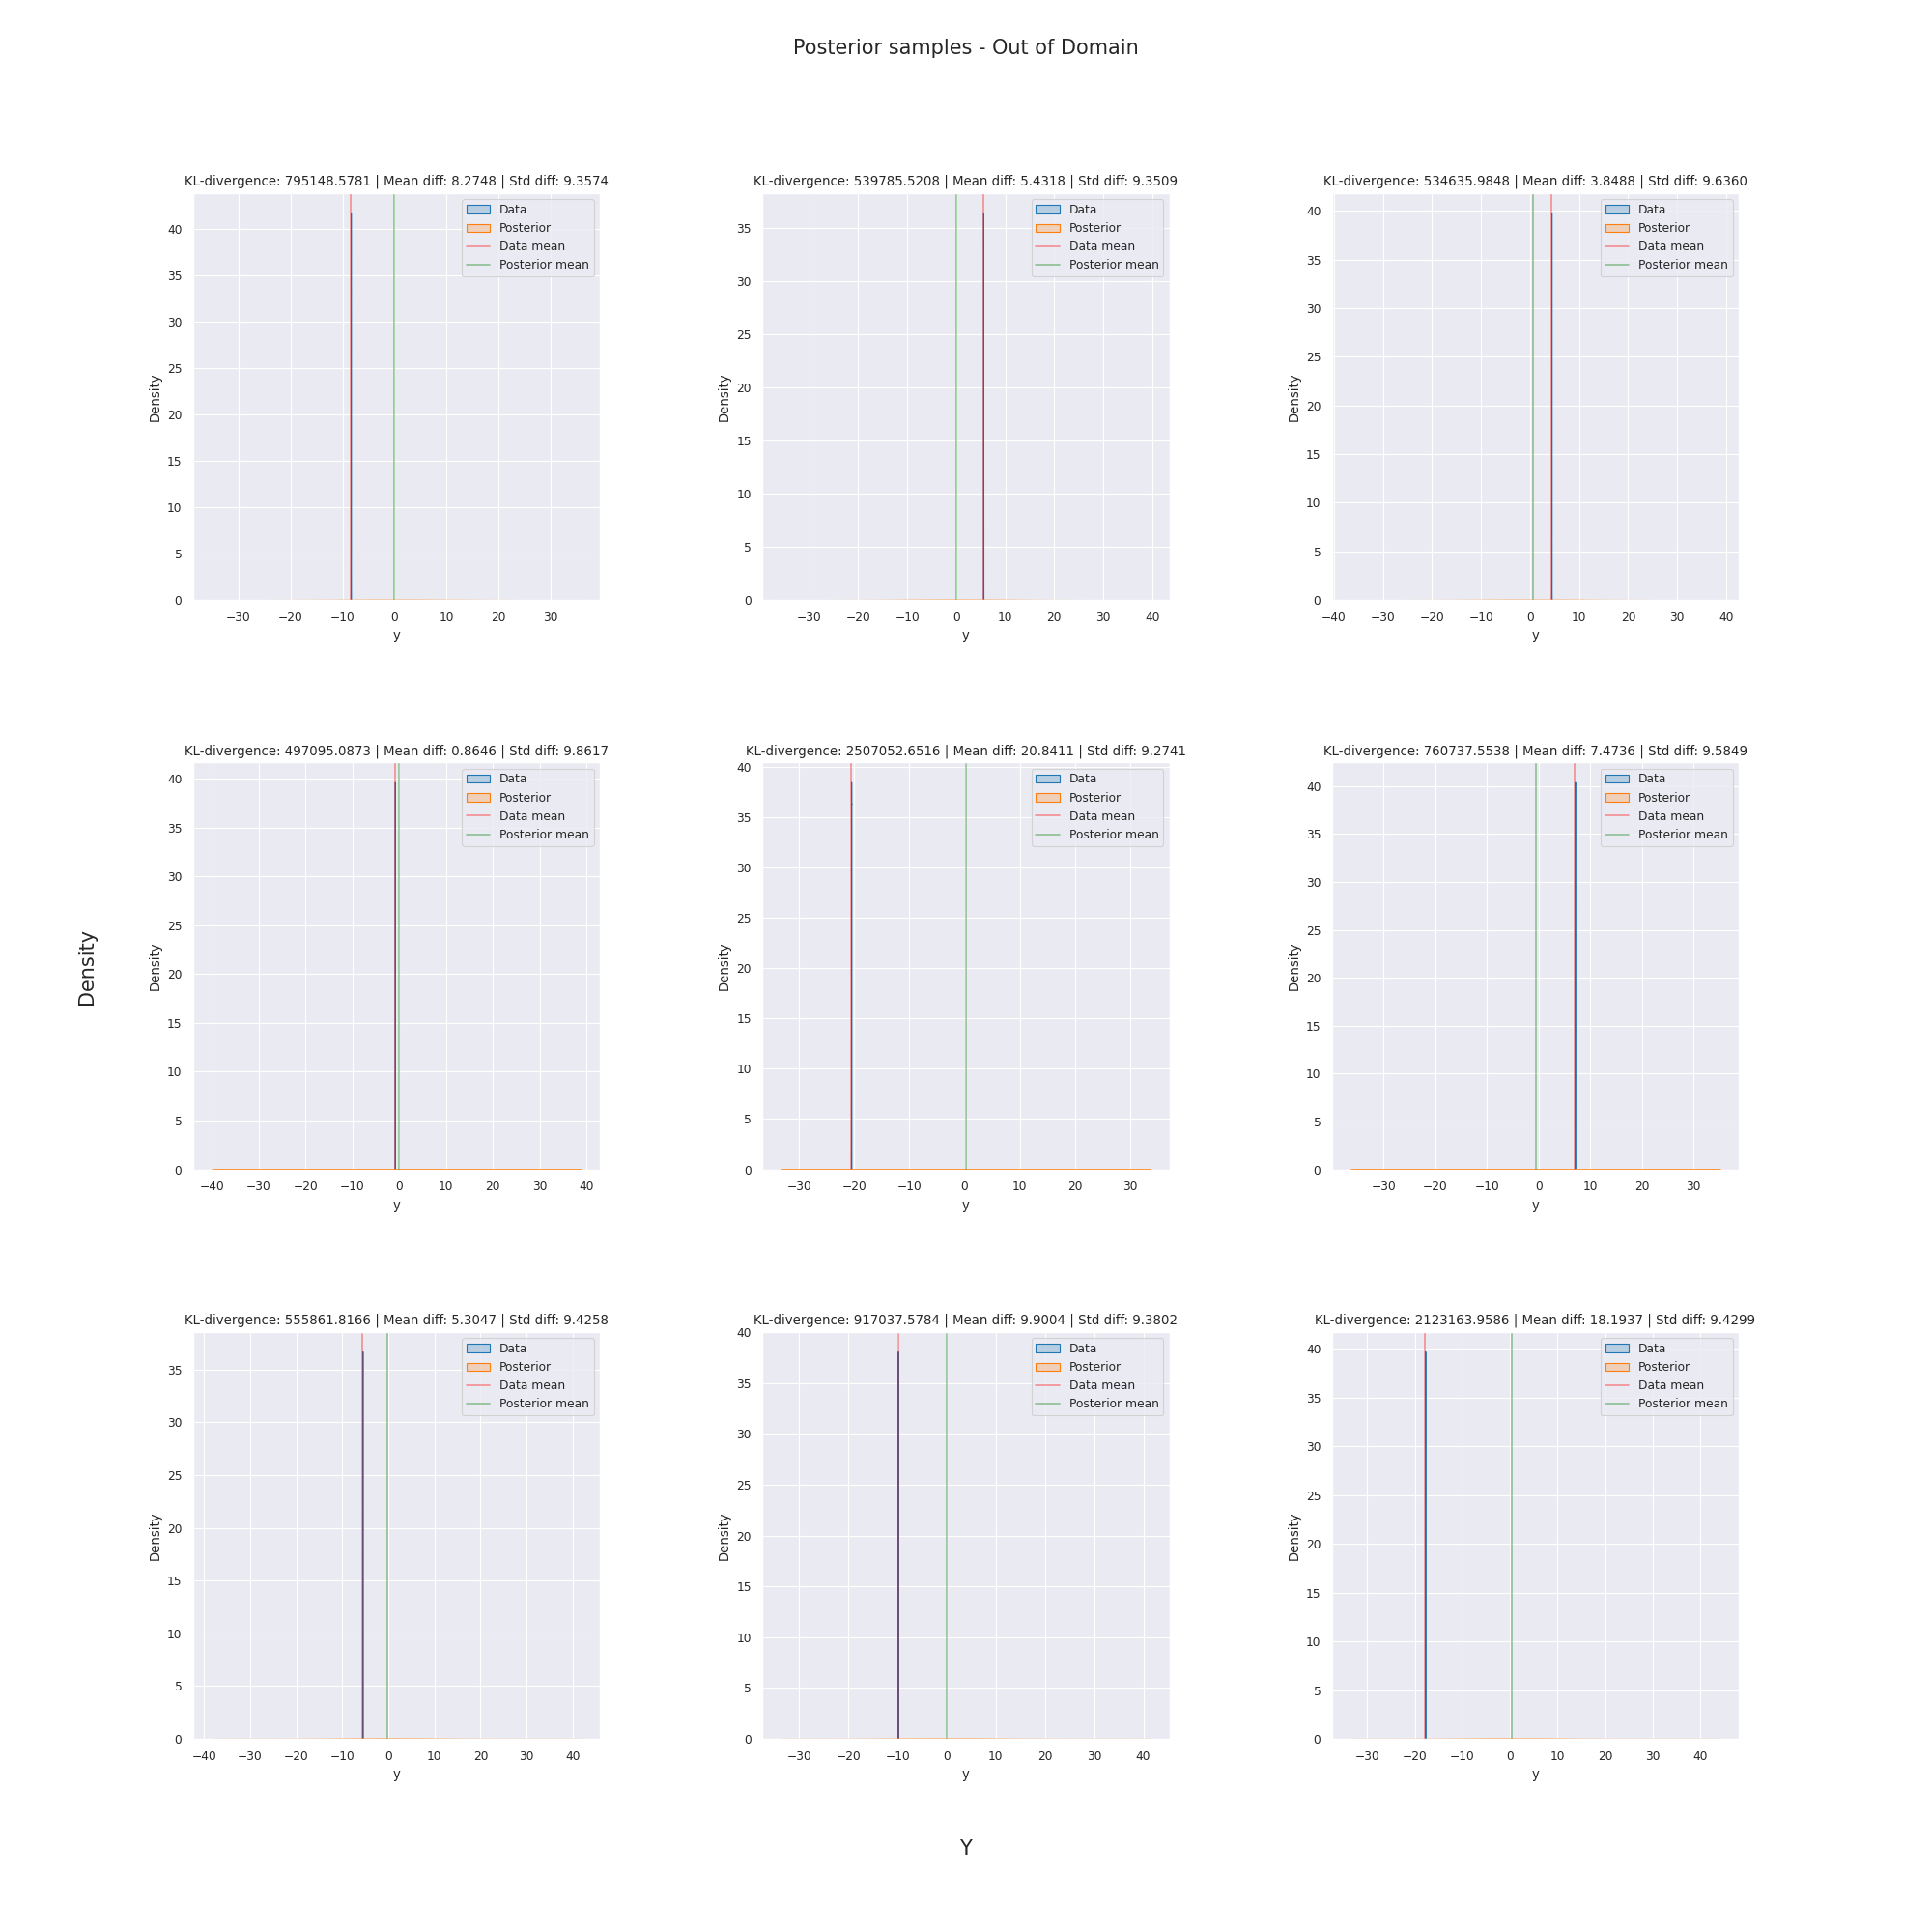 Posterior samples - Out of Domain
KL-divergence: 795148.5781 | Mean diff: 8.2748 | Std diff: 9.3574
Data
Posterior
Data mean
Posterior mean
40
35
30
25
20
15
10
5
0
Density
−30 −20 −10 0 10 20 30
y
KL-divergence: 539785.5208 | Mean diff: 5.4318 | Std diff: 9.3509
Data
Posterior
Data mean
Posterior mean
35
30
25
20
15
10
5
0
Density
−30 −20 −10 0 10 20 30 40
y
KL-divergence: 534635.9848 | Mean diff: 3.8488 | Std diff: 9.6360
Data
Posterior
Data mean
Posterior mean
40
35
30
25
20
15
10
5
0
Density
−40 −30 −20 −10 0 10 20 30 40
y
KL-divergence: 497095.0873 | Mean diff: 0.8646 | Std diff: 9.8617
Data
Posterior
Data mean
Posterior mean
40
35
30
25
20
15
10
5
0
Density
−40 −30 −20 −10 0 10 20 30 40
y
KL-divergence: 2507052.6516 | Mean diff: 20.8411 | Std diff: 9.2741
Data
Posterior
Data mean
Posterior mean
40
35
30
25
20
15
10
5
0
Density
−30 −20 −10 0 10 20 30
y
KL-divergence: 760737.5538 | Mean diff: 7.4736 | Std diff: 9.5849
Data
Posterior
Data mean
Posterior mean
40
35
30
25
20
15
10
5
0
Density
−30 −20 −10 0 10 20 30
y
Density
KL-divergence: 555861.8166 | Mean diff: 5.3047 | Std diff: 9.4258
Data
Posterior
Data mean
Posterior mean
35
30
25
20
15
10
5
0
Density
−40 −30 −20 −10 0 10 20 30 40
y
KL-divergence: 917037.5784 | Mean diff: 9.9004 | Std diff: 9.3802
Data
Posterior
Data mean
Posterior mean
40
35
30
25
20
15
10
5
0
Density
−30 −20 −10 0 10 20 30 40
y
KL-divergence: 2123163.9586 | Mean diff: 18.1937 | Std diff: 9.4299
Data
Posterior
Data mean
Posterior mean
40
35
30
25
20
15
10
5
0
Density
−30 −20 −10 0 10 20 30 40
y
Y